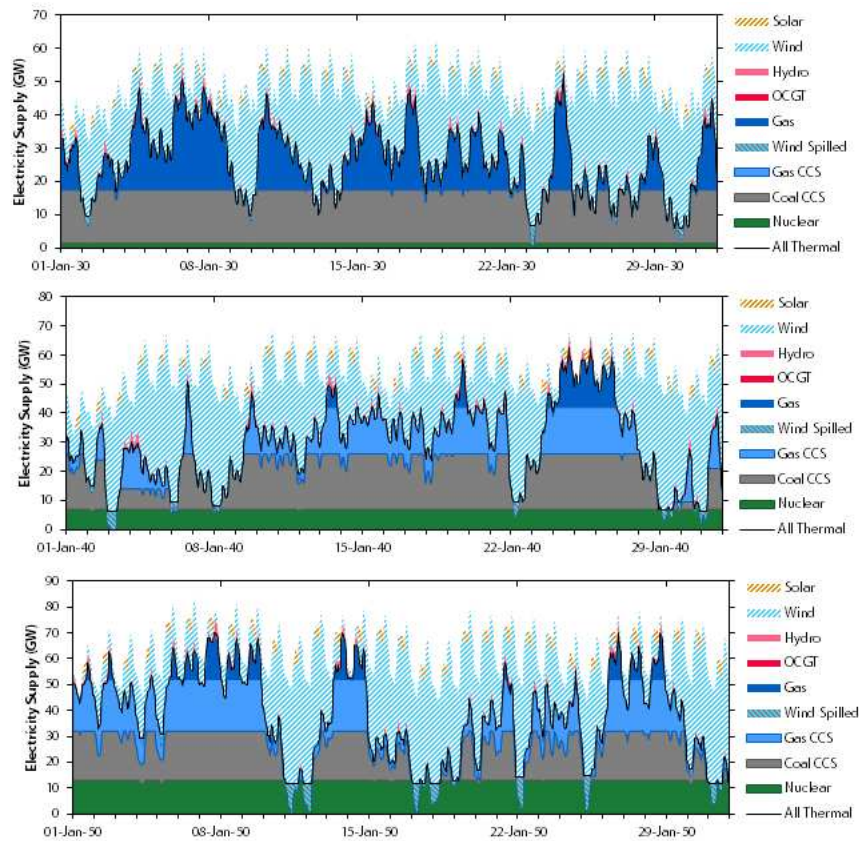 70
60
50
40
30
20
10
0
Electricity Supply (GW)
01-Jan-30 08-Jan-30 15-Jan-30 22-Jan-30 29-Jan-30
Solar
Wind
Hydro
OCGT
Gas
Wind Spilled
Gas CCS
Coal CCS
Nuclear
All Thermal
80
70
60
50
40
30
20
10
0
Electricity Supply (GW)
01-Jan-40 08-Jan-40 15-Jan-40 22-Jan-40 29-Jan-40
Solar
Wind
Hydro
OCGT
Gas
Wind Spilled
Gas CCS
Coal CCS
Nuclear
All Thermal
90
80
70
60
50
40
30
20
10
0
Electricity Supply (GW)
01-Jan-50 08-Jan-50 15-Jan-50 22-Jan-50 29-Jan-50
Solar
Wind
Hydro
OCGT
Gas
Wind Spilled
Gas CCS
Coal CCS
Nuclear
All Thermal